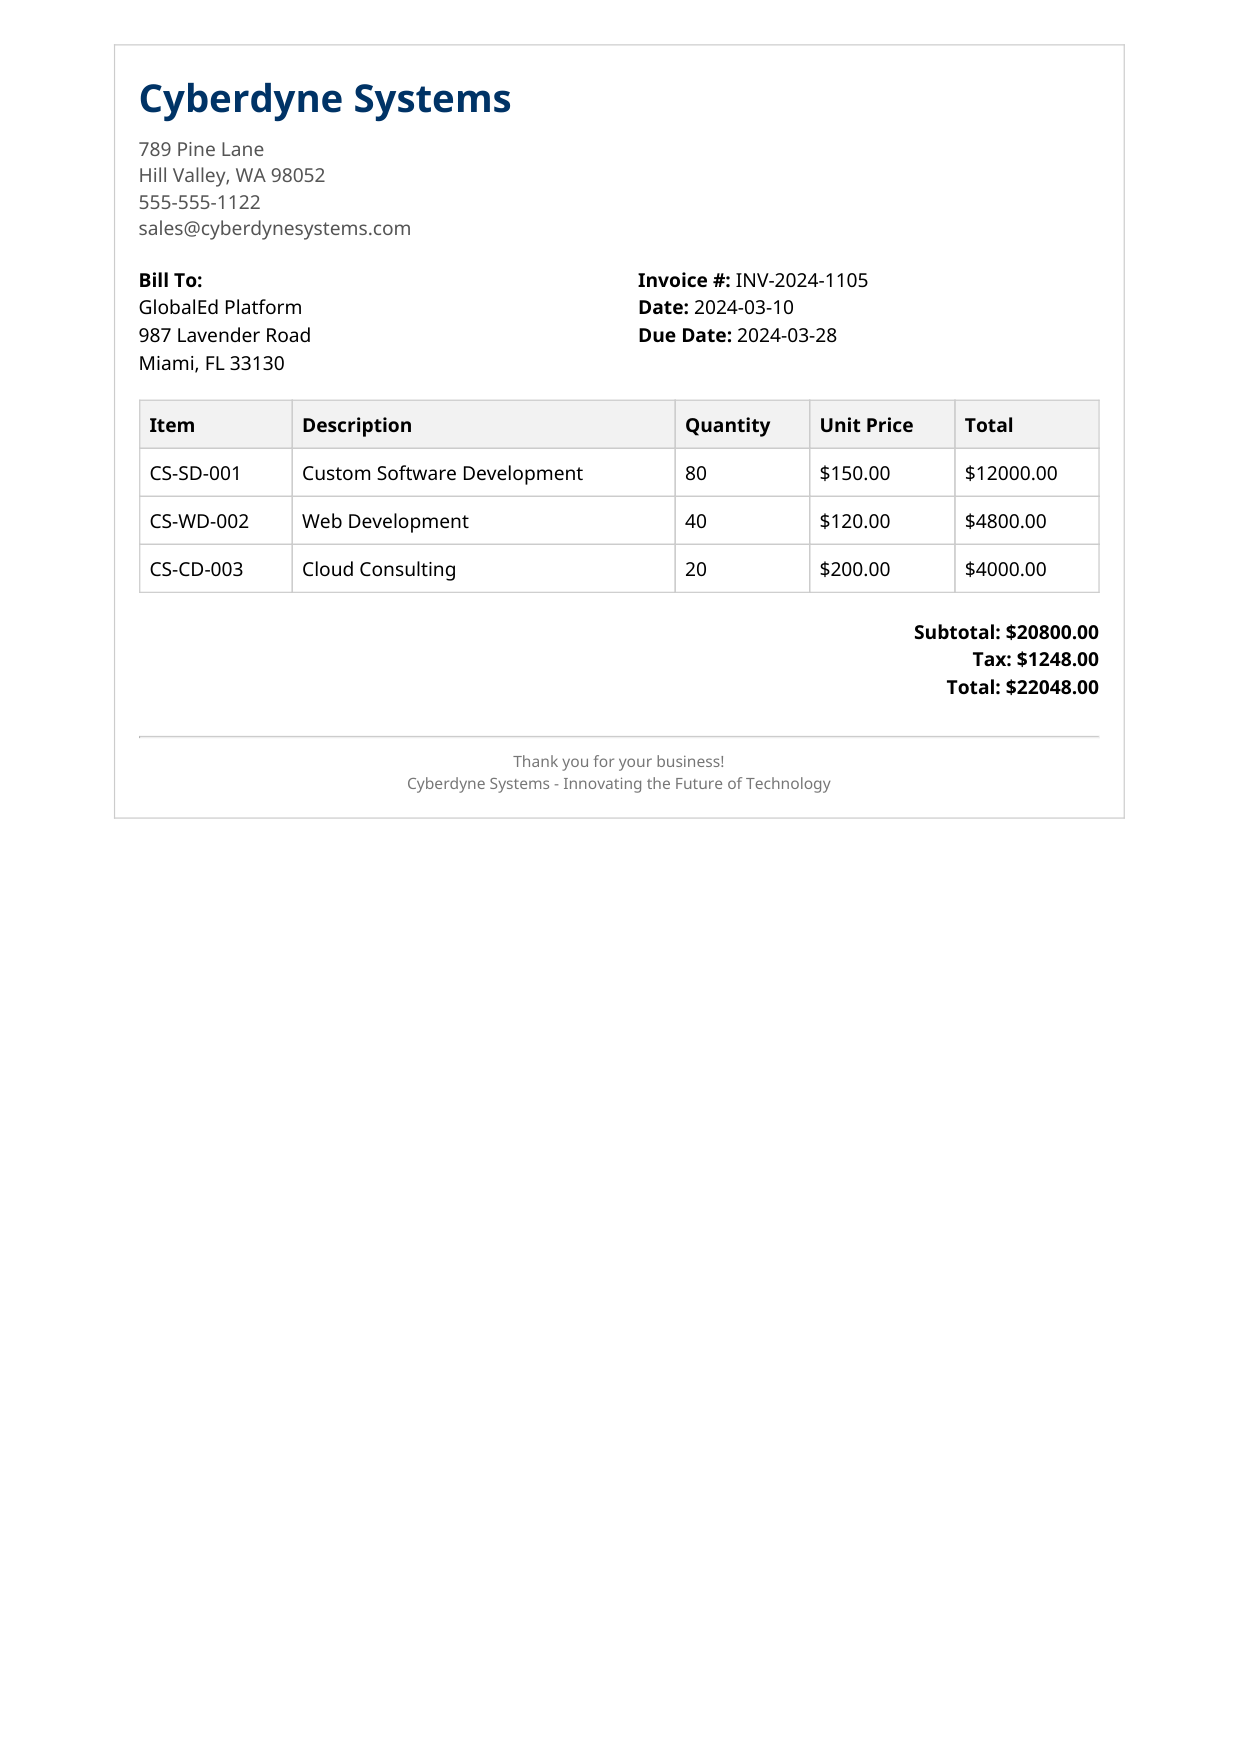 Cyberdyne Systems
789 Pine Lane
Hill Valley, WA 98052
555-555-1122
sales@cyberdynesystems.com
Bill To:
GlobalEd Platform
987 Lavender Road
Miami, FL 33130
Invoice #: INV-2024-1105
Date: 2024-03-10
Due Date: 2024-03-28
Item Description Quantity Unit Price Total
CS-SD-001 Custom Software Development 80 $150.00 $12000.00
CS-WD-002 Web Development 40 $120.00 $4800.00
CS-CD-003 Cloud Consulting 20 $200.00 $4000.00
Subtotal: $20800.00
Tax: $1248.00
Total: $22048.00
Thank you for your business!
Cyberdyne Systems - Innovating the Future of Technology